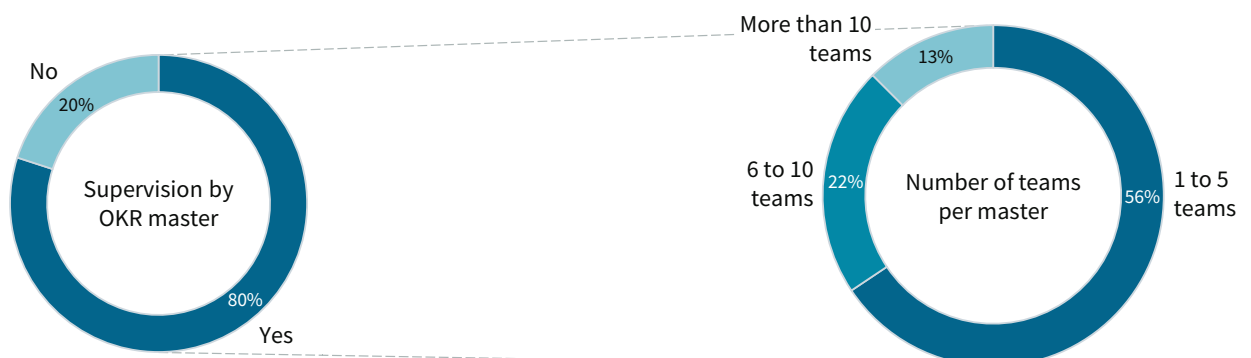 No
20%
Supervision by
OKR master
80%
Yes
More than 10
teams
13%
6 to 10
teams
22%
Number of teams
per master
56%
1 to 5
teams